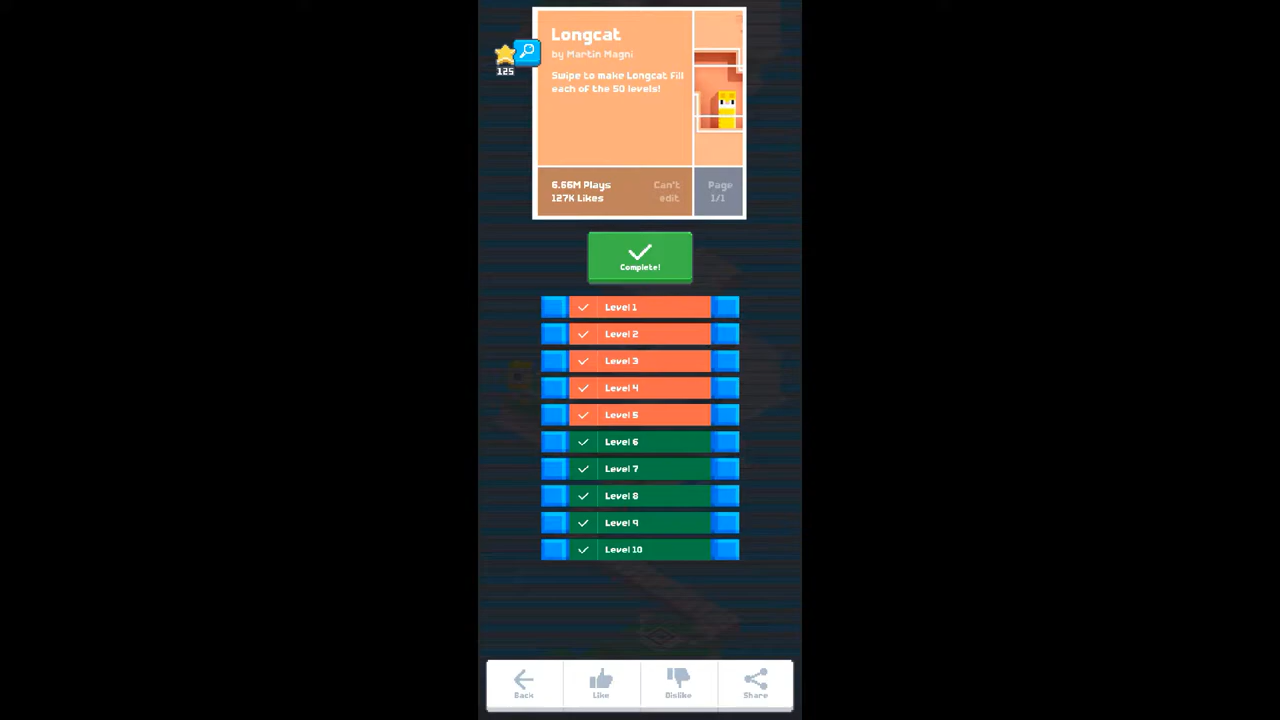 Longcat
by Martin Magni
Swipe to make Longcat fill
each of the 50 levels!
125
6.66M Plays
127K Likes
Can't
edit
Page
1/1
Complete!
Level 1
Level 2
Level 3
Level 4
Level 5
Level 6
Level 7
Level 8
Level 9
Level 10
Back
Like
Dislike
Share